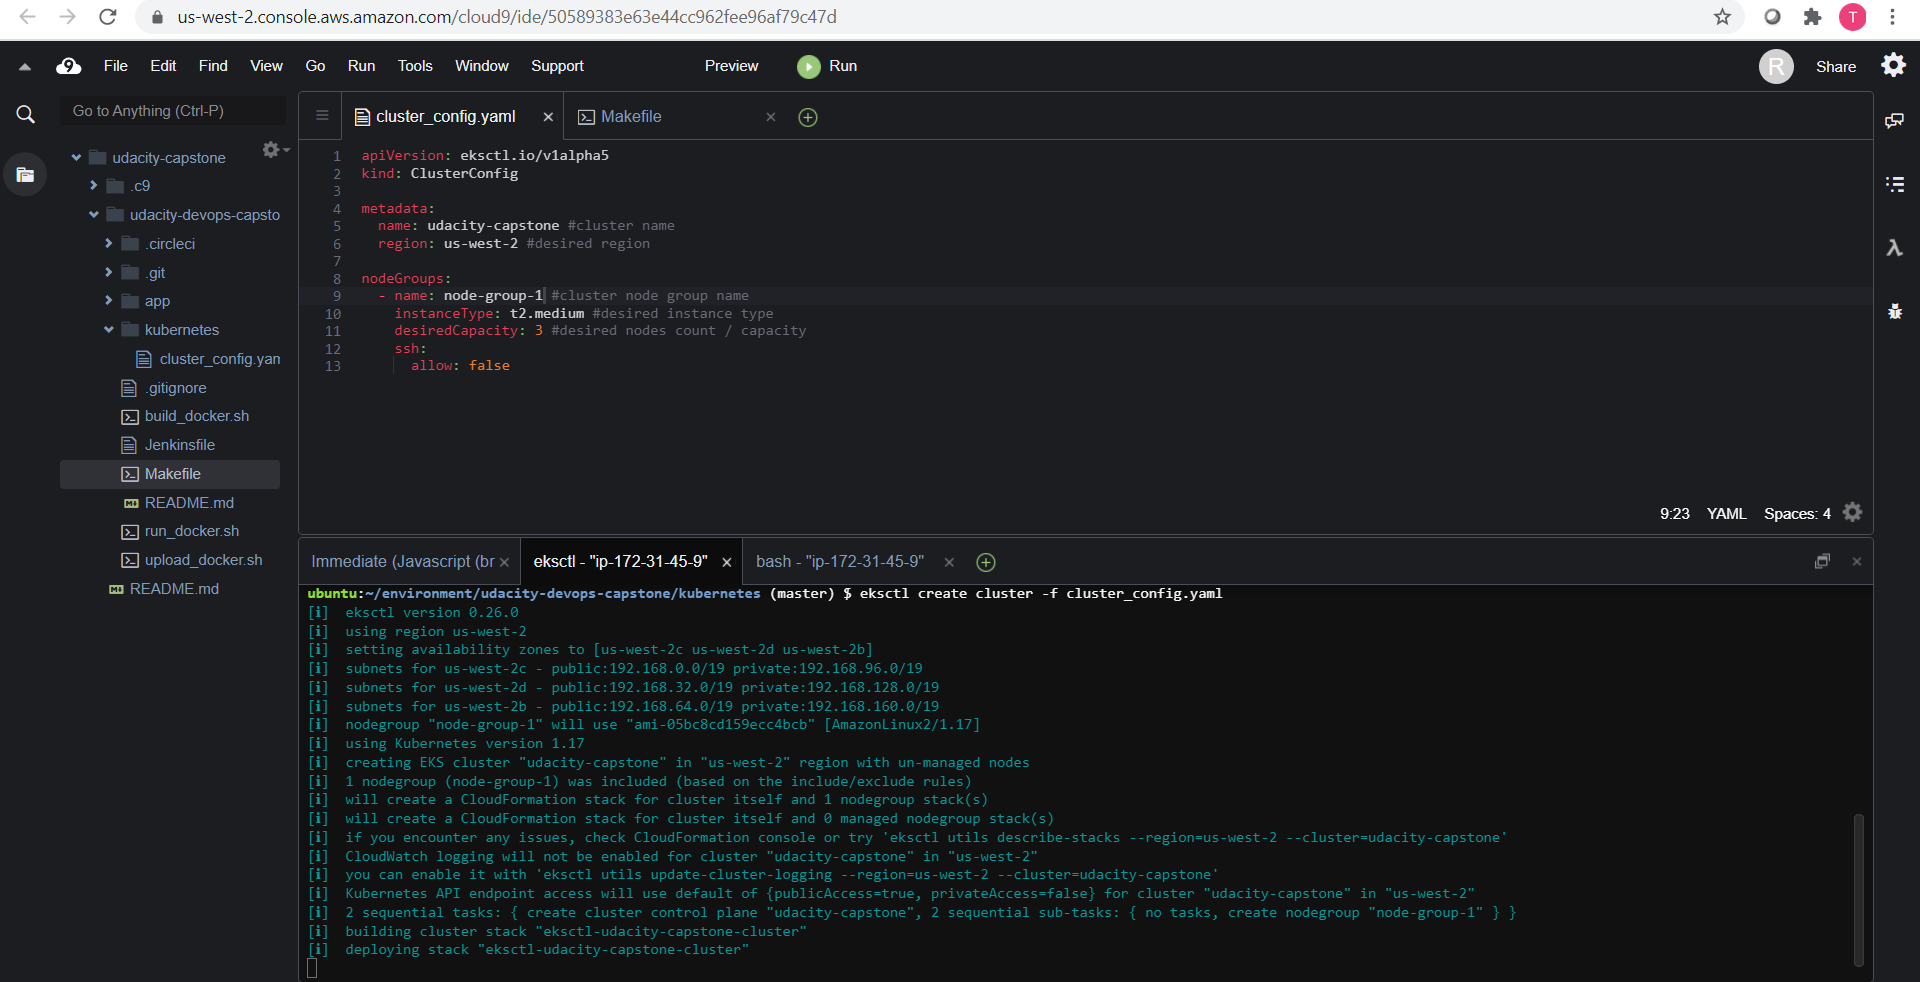 us-west-2.console.aws.amazon.com/cloud9/ide/50589383e63e44cc962fee96af79c47d
T
9 File Edit Find View Go Run Tools Window Support Preview Run R Share
Go to Anything (Ctrl-P)
cluster_config.yaml Makefile
udacity-capstone
.c9
udacity-devops-capsto
.circleci
.git
app
kubernetes
cluster_config.yan
.gitignore
build_docker.sh
Jenkinsfile
Makefile
README.md
run_docker.sh
upload_docker.sh
README.md
1 apiVersion: eksctl.io/v1alpha5
2 kind: ClusterConfig
3
4 metadata:
5 name: udacity-capstone #cluster name
6 region: us-west-2 #desired region
7
8 nodeGroups:
9 - name: node-group-1 #cluster node group name
10 instanceType: t2.medium #desired instance type
11 desiredCapacity: 3 #desired nodes count / capacity
12 ssh:
13 allow: false
9:23 YAML Spaces: 4
Immediate (Javascript (br eksctl - "ip-172-31-45-9" bash - "ip-172-31-45-9"
ubuntu:~/environment/udacity-devops-capstone/kubernetes (master) $ eksctl create cluster -f cluster_config.yaml
[i] eksctl version 0.26.0
[i] using region us-west-2
[i] setting availability zones to [us-west-2c us-west-2d us-west-2b]
[i] subnets for us-west-2c - public:192.168.0.0/19 private:192.168.96.0/19
[i] subnets for us-west-2d - public:192.168.32.0/19 private:192.168.128.0/19
[i] subnets for us-west-2b - public:192.168.64.0/19 private:192.168.160.0/19
[i] nodegroup "node-group-1" will use "ami-05bc8cd159ecc4bcb" [AmazonLinux2/1.17]
[i] using Kubernetes version 1.17
[i] creating EKS cluster "udacity-capstone" in "us-west-2" region with un-managed nodes
[i] 1 nodegroup (node-group-1) was included (based on the include/exclude rules)
[i] will create a CloudFormation stack for cluster itself and 1 nodegroup stack(s)
[i] will create a CloudFormation stack for cluster itself and 0 managed nodegroup stack(s)
[i] if you encounter any issues, check CloudFormation console or try 'eksctl utils describe-stacks --region=us-west-2 --cluster=udacity-capstone'
[i] CloudWatch logging will not be enabled for cluster "udacity-capstone" in "us-west-2"
[i] you can enable it with 'eksctl utils update-cluster-logging --region=us-west-2 --cluster=udacity-capstone'
[i] Kubernetes API endpoint access will use default of {publicAccess=true, privateAccess=false} for cluster "udacity-capstone" in "us-west-2"
[i] 2 sequential tasks: { create cluster control plane "udacity-capstone", 2 sequential sub-tasks: { no tasks, create nodegroup "node-group-1" } }
[i] building cluster stack "eksctl-udacity-capstone-cluster"
[i] deploying stack "eksctl-udacity-capstone-cluster"